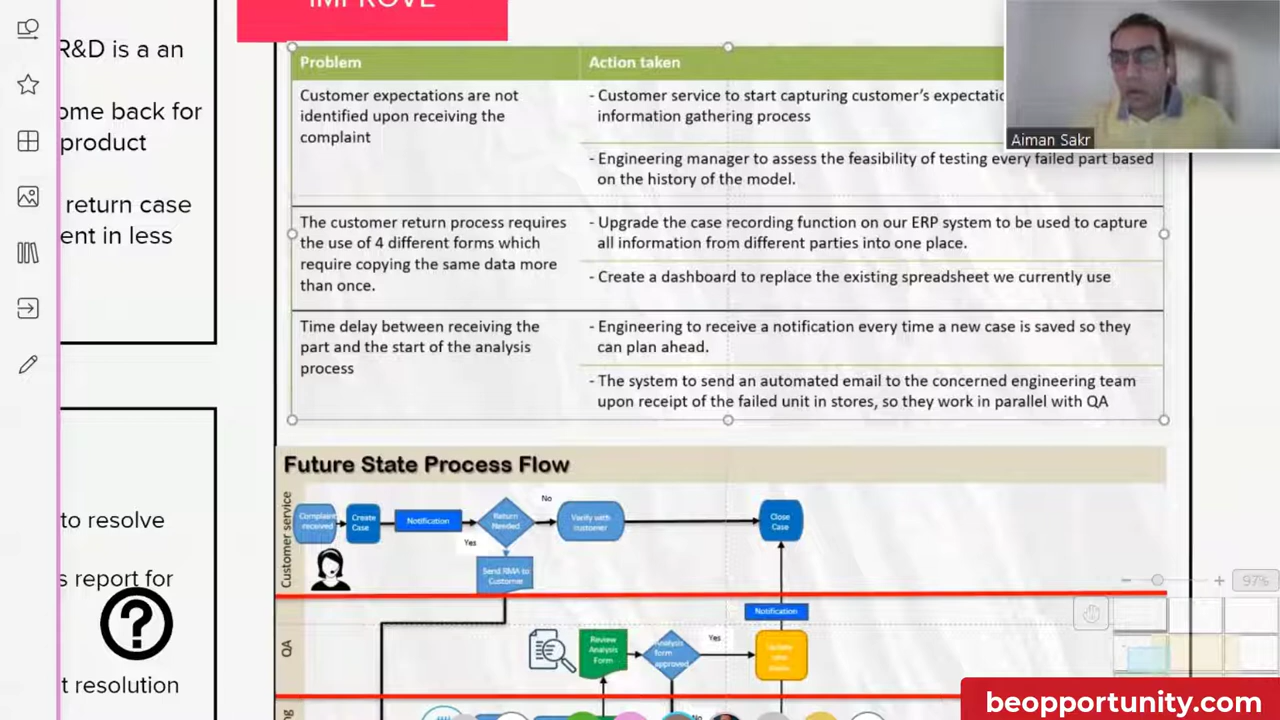 IMPROVE
R&D is a an
ome back for
product
return case
ent in less
to resolve
s report for
t resolution
Problem
Action taken
Customer expectations are not
identified upon receiving the
complaint
- Customer service to start capturing customer's
information gathering process
- Engineering manager to assess the feasibility of testing every failed part based
on the history of the model.
The customer return process requires
the use of 4 different forms which
require copying the same data more
than once.
- Upgrade the case recording function on our ERP system to be used to capture
all information from different parties into one place.
- Create a dashboard to replace the existing spreadsheet we currently use
Time delay between receiving the
part and the start of the analysis
process
- Engineering to receive a notification every time a new case is saved so they
can plan ahead.
- The system to send an automated email to the concerned engineering team
upon receipt of the failed unit in stores, so they work in parallel with QA
Aiman Sakr
Future State Process Flow
Customer service
Complaint
received
Create
Case
Notification
Return
Needed
No
Yes
Verify with
customer
Close
Case
Send RMA to
Customer
Notification
QA
Review
Analysis
Form
Analysis
form
approved
Yes
No
97%
beopportunity.com